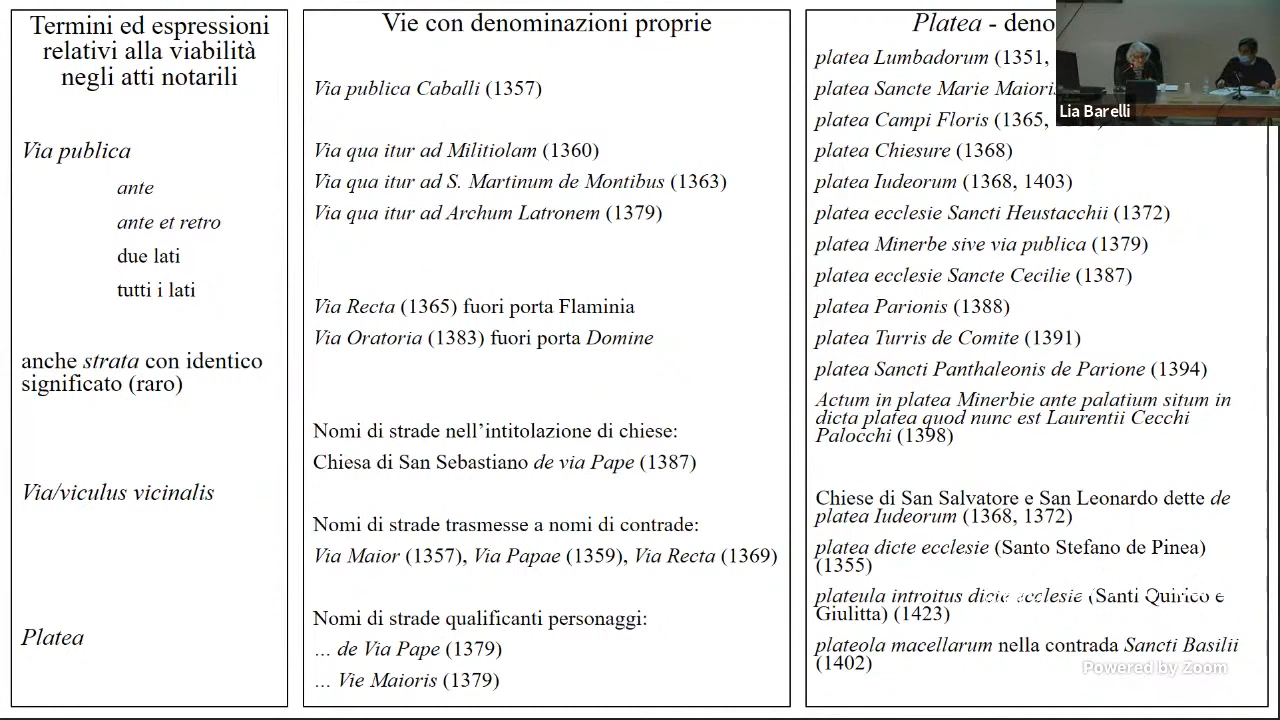 Termini ed espressioni
relativi alla viabilità
negli atti notarili
Via publica
ante
ante et retro
due lati
tutti i lati
anche strata con identico
significato (raro)
Via/viculus vicinalis
Platea
Vie con denominazioni proprie
Via publica Caballi (1357)
Via qua itur ad Militiolam (1360)
Via qua itur ad S. Martinum de Montibus (1363)
Via qua itur ad Archum Latronem (1379)
Via Recta (1365) fuori porta Flaminia
Via Oratoria (1383) fuori porta Domine
Nomi di strade nell’intitolazione di chiese:
Chiesa di San Sebastiano de via Pape (1387)
Nomi di strade trasmesse a nomi di contrade:
Via Maior (1357), Via Papae (1359), Via Recta (1369)
Nomi di strade qualificanti personaggi:
... de Via Pape (1379)
... Vie Maioris (1379)
Platea - deno
platea Lumbadorum (1351,
platea Sancte Marie Maioris
platea Campi Floris (1365,
platea Chiesure (1368)
platea Iudeorum (1368, 1403)
platea ecclesie Sancti Heustacchii (1372)
platea Minerbe sive via publica (1379)
platea ecclesie Sancte Cecilie (1387)
platea Parionis (1388)
platea Turris de Comite (1391)
platea Sancti Panthaleonis de Parione (1394)
Actum in platea Minerbie ante palatium situm in
dicta platea quod nunc est Laurentii Cecchi
Palocchi (1398)
Chiese di San Salvatore e San Leonardo dette de
platea Iudeorum (1368, 1372)
platea dicte ecclesie (Santo Stefano de Pinea)
(1355)
plateula introitus dicte ecclesie (Santi Quirico e
Giulitta) (1423)
plateola macellarum nella contrada Sancti Basilii
(1402)
Lia Barelli
Powered by Zoom